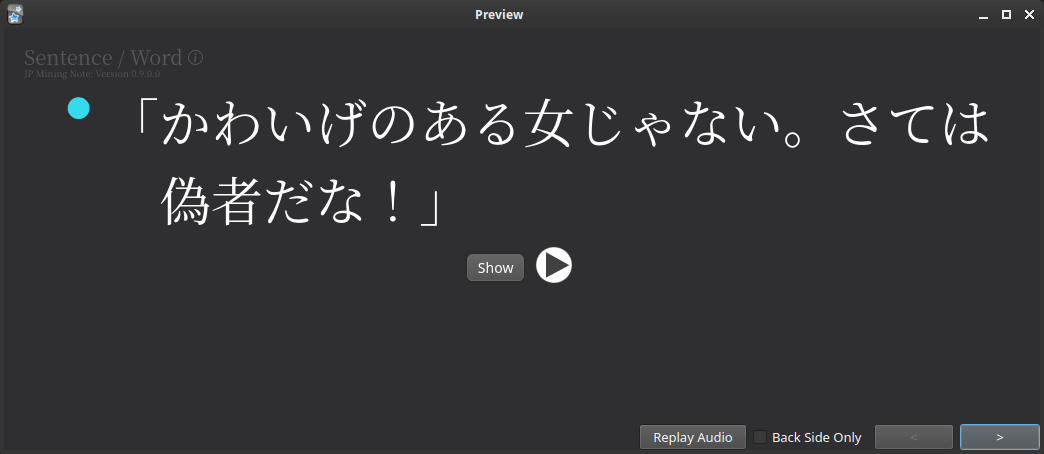 Preview
Sentence / Word
JP Mining Note: Version 0.9.0.0
「かわいげのある女じゃない。さては
偽者だな！」
Show
Replay Audio
Back Side Only
<
>